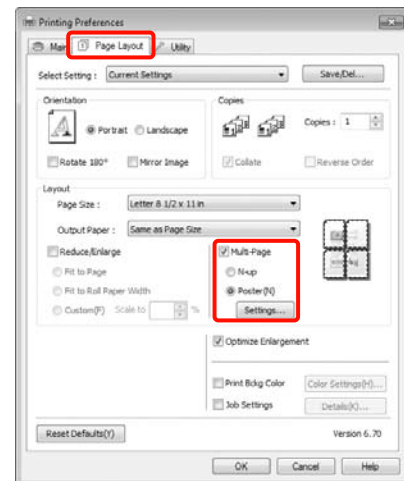 Printing Preferences
Main Page Layout Utility
Select Setting : Current Settings Save/Del...
Orientation
Portrait Landscape
Rotate 180° Mirror Image
Copies
Copies : 1
Collate Reverse Order
Layout
Page Size : Letter 8 1/2 x 11 in
Output Paper : Same as Page Size
Reduce/Enlarge
Fit to Page
Fit to Roll Paper Width
Custom(F) Scale to %
Multi-Page
N-up
Poster(N)
Settings...
Optimize Enlargement
Print Bckg Color Color Settings(H)...
Job Settings Details(K)...
Reset Defaults(Y) Version 6.70
OK Cancel Help